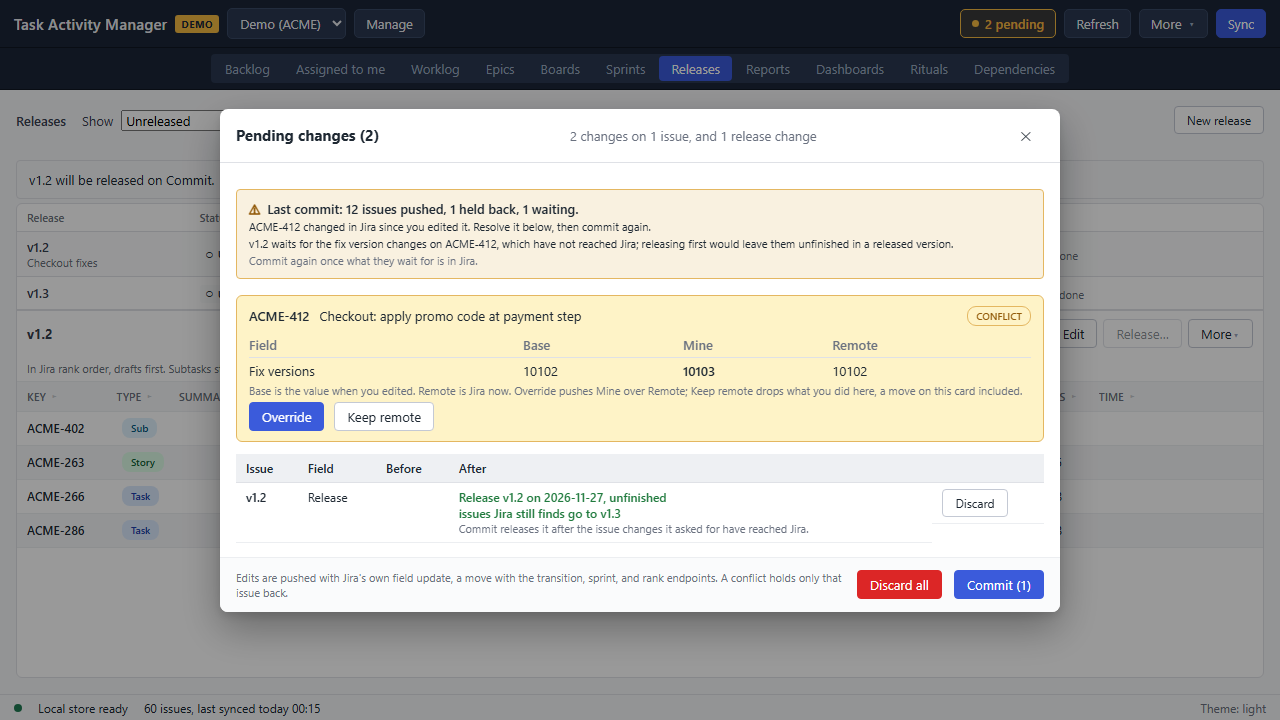 Task Activity Manager DEMO Demo (ACME) Manage 2 pending Refresh More Sync
Backlog Assigned to me Worklog Epics Boards Sprints Releases Reports Dashboards Rituals Dependencies
Releases Show Unreleased New release
v1.2 will be released on Commit.
Release
v1.2
Checkout fixes
done
v1.3
done
v1.2 Edit Release... More
In Jira rank order, drafts first.
KEY TYPE TIME
ACME-402 Sub
ACME-263 Story
ACME-266 Task
ACME-286 Task
Pending changes (2) 2 changes on 1 issue, and 1 release change ×
⚠ Last commit: 12 issues pushed, 1 held back, 1 waiting.
ACME-412 changed in Jira since you edited it. Resolve it below, then commit again.
v1.2 waits for the fix version changes on ACME-412, which have not reached Jira; releasing first would leave them unfinished in a released version.
Commit again once what they wait for is in Jira.
ACME-412 Checkout: apply promo code at payment step CONFLICT
Field Base Mine Remote
Fix versions 10102 10103 10102
Base is the value when you edited. Remote is Jira now. Override pushes Mine over Remote; Keep remote drops what you did here, a move on this card included.
Override Keep remote
Issue Field Before After
v1.2 Release Release v1.2 on 2026-11-27, unfinished
issues Jira still finds go to v1.3
Commit releases it after the issue changes it asked for have reached Jira.
Discard
Edits are pushed with Jira's own field update, a move with the transition, sprint, and rank endpoints. A conflict holds only that
issue back.
Discard all Commit (1)
Local store ready 60 issues, last synced today 00:15 Theme: light